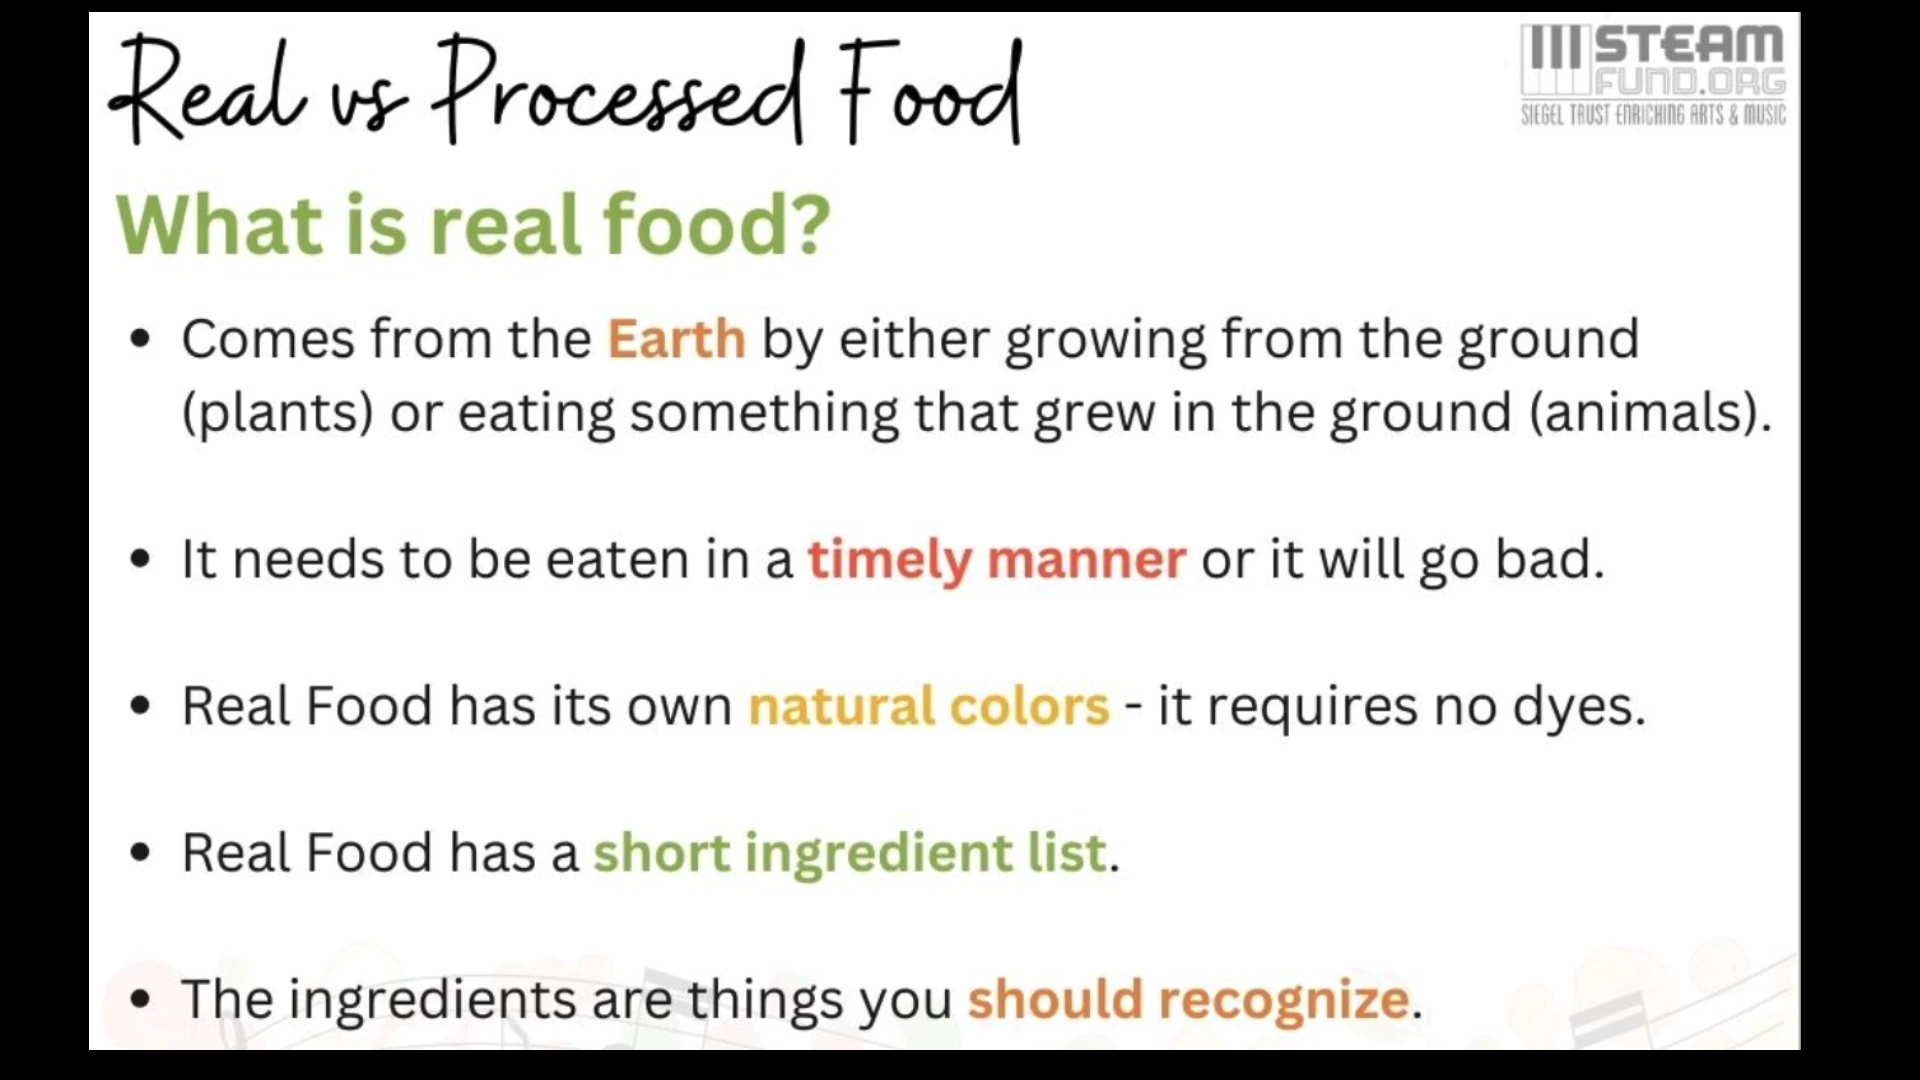 Real vs Processed Food
STEAM
FUND.ORG
SIEGEL TRUST ENRICHING ARTS & MUSIC
What is real food?
• Comes from the Earth by either growing from the ground
(plants) or eating something that grew in the ground (animals).
• It needs to be eaten in a timely manner or it will go bad.
• Real Food has its own natural colors - it requires no dyes.
• Real Food has a short ingredient list.
• The ingredients are things you should recognize.